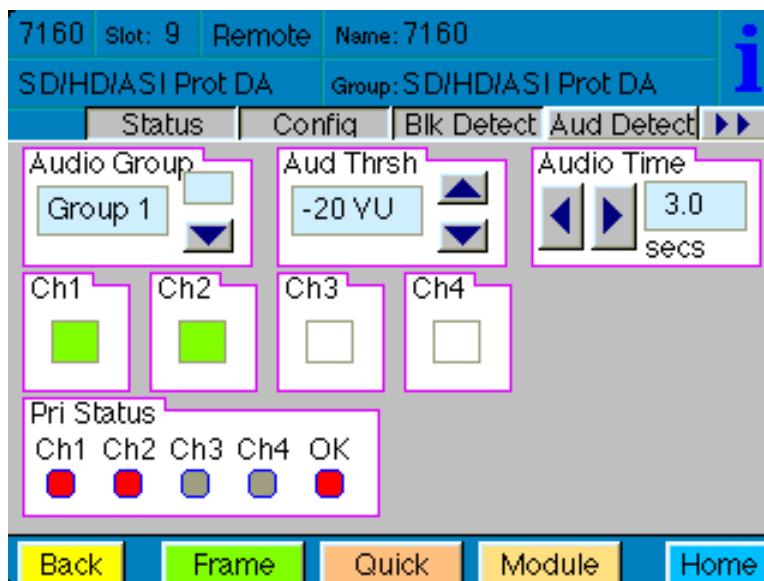 7160 Slot: 9 Remote Name: 7160
SD/HD/ASI Prot DA Group: SD/HD/ASI Prot DA
Status Config Blk Detect Aud Detect
Audio Group Aud Thrsh Audio Time
Group 1 -20 VU 3.0
secs
Ch1 Ch2 Ch3 Ch4
Pri Status
Ch1 Ch2 Ch3 Ch4 OK
Back Frame Quick Module Home